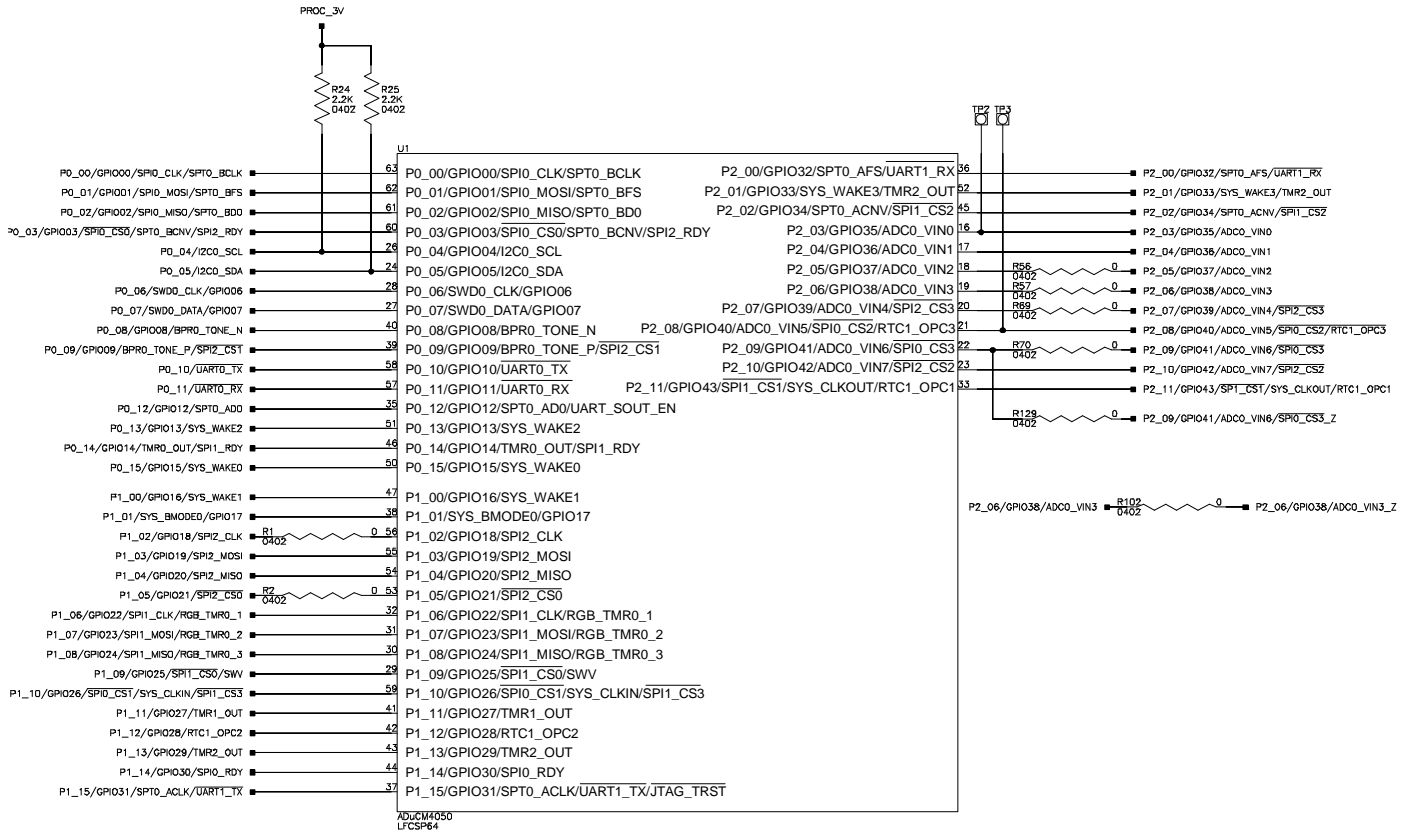 PROC_3V
R24
2.2K
0402
R25
2.2K
0402
TP2
TP3
U1
P0_00/GPIO00/SPI0_CLK/SPT0_BCLK 63 P0_00/GPIO00/SPI0_CLK/SPT0_BCLK
P0_01/GPIO01/SPI0_MOSI/SPT0_BFS 62 P0_01/GPIO01/SPI0_MOSI/SPT0_BFS
P0_02/GPIO02/SPI0_MISO/SPT0_BD0 61 P0_02/GPIO02/SPI0_MISO/SPT0_BD0
P0_03/GPIO03/SPI0_CS0/SPT0_BCNV/SPI2_RDY 60 P0_03/GPIO03/SPI0_CS0/SPT0_BCNV/SPI2_RDY
P0_04/I2C0_SCL 26 P0_04/GPIO04/I2C0_SCL
P0_05/I2C0_SDA 24 P0_05/GPIO05/I2C0_SDA
P0_06/SWD0_CLK/GPIO06 28 P0_06/SWD0_CLK/GPIO06
P0_07/SWD0_DATA/GPIO07 27 P0_07/SWD0_DATA/GPIO07
P0_08/GPIO08/BPR0_TONE_N 40 P0_08/GPIO08/BPR0_TONE_N
P0_09/GPIO09/BPR0_TONE_P/SPI2_CS1 39 P0_09/GPIO09/BPR0_TONE_P/SPI2_CS1
P0_10/UART0_TX 58 P0_10/GPIO10/UART0_TX
P0_11/UART0_RX 57 P0_11/GPIO11/UART0_RX
P0_12/GPIO12/SPT0_AD0 35 P0_12/GPIO12/SPT0_AD0/UART_SOUT_EN
P0_13/GPIO13/SYS_WAKE2 51 P0_13/GPIO13/SYS_WAKE2
P0_14/GPIO14/TMR0_OUT/SPI1_RDY 46 P0_14/GPIO14/TMR0_OUT/SPI1_RDY
P0_15/GPIO15/SYS_WAKE0 50 P0_15/GPIO15/SYS_WAKE0
P1_00/GPIO16/SYS_WAKE1 47 P1_00/GPIO16/SYS_WAKE1
P1_01/SYS_BMODE0/GPIO17 38 P1_01/SYS_BMODE0/GPIO17
P1_02/GPIO18/SPI2_CLK R1 0402 0 56 P1_02/GPIO18/SPI2_CLK
P1_03/GPIO19/SPI2_MOSI 55 P1_03/GPIO19/SPI2_MOSI
P1_04/GPIO20/SPI2_MISO 54 P1_04/GPIO20/SPI2_MISO
P1_05/GPIO21/SPI2_CS0 R2 0402 0 53 P1_05/GPIO21/SPI2_CS0
P1_06/GPIO22/SPI1_CLK/RGB_TMR0_1 32 P1_06/GPIO22/SPI1_CLK/RGB_TMR0_1
P1_07/GPIO23/SPI1_MOSI/RGB_TMR0_2 31 P1_07/GPIO23/SPI1_MOSI/RGB_TMR0_2
P1_08/GPIO24/SPI1_MISO/RGB_TMR0_3 30 P1_08/GPIO24/SPI1_MISO/RGB_TMR0_3
P1_09/GPIO25/SPI1_CS0/SWV 29 P1_09/GPIO25/SPI1_CS0/SWV
P1_10/GPIO26/SPI0_CS1/SYS_CLKIN/SPI1_CS3 59 P1_10/GPIO26/SPI0_CS1/SYS_CLKIN/SPI1_CS3
P1_11/GPIO27/TMR1_OUT 41 P1_11/GPIO27/TMR1_OUT
P1_12/GPIO28/RTC1_OPC2 42 P1_12/GPIO28/RTC1_OPC2
P1_13/GPIO29/TMR2_OUT 43 P1_13/GPIO29/TMR2_OUT
P1_14/GPIO30/SPI0_RDY 44 P1_14/GPIO30/SPI0_RDY
P1_15/GPIO31/SPT0_ACLK/UART1_TX 37 P1_15/GPIO31/SPT0_ACLK/UART1_TX/JTAG_TRST
ADuCM4050
LFCSP64
P2_00/GPIO32/SPT0_AFS/UART1_RX 36 P2_00/GPIO32/SPT0_AFS/UART1_RX
P2_01/GPIO33/SYS_WAKE3/TMR2_OUT 52 P2_01/GPIO33/SYS_WAKE3/TMR2_OUT
P2_02/GPIO34/SPT0_ACNV/SPI1_CS2 45 P2_02/GPIO34/SPT0_ACNV/SPI1_CS2
P2_03/GPIO35/ADC0_VIN0 16 P2_03/GPIO35/ADC0_VIN0
P2_04/GPIO36/ADC0_VIN1 17 P2_04/GPIO36/ADC0_VIN1
P2_05/GPIO37/ADC0_VIN2 18 R56 0402 0 P2_05/GPIO37/ADC0_VIN2
P2_06/GPIO38/ADC0_VIN3 19 R57 0402 0 P2_06/GPIO38/ADC0_VIN3
P2_07/GPIO39/ADC0_VIN4/SPI2_CS3 20 R69 0402 0 P2_07/GPIO39/ADC0_VIN4/SPI2_CS3
P2_08/GPIO40/ADC0_VIN5/SPI0_CS2/RTC1_OPC3 21 P2_08/GPIO40/ADC0_VIN5/SPI0_CS2/RTC1_OPC3
P2_09/GPIO41/ADC0_VIN6/SPI0_CS3 22 R70 0402 0 P2_09/GPIO41/ADC0_VIN6/SPI0_CS3
P2_10/GPIO42/ADC0_VIN7/SPI2_CS2 23 P2_10/GPIO42/ADC0_VIN7/SPI2_CS2
P2_11/GPIO43/SPI1_CS1/SYS_CLKOUT/RTC1_OPC1 33 P2_11/GPIO43/SP1_CS1/SYS_CLKOUT/RTC1_OPC1
R129 0402 0 P2_09/GPIO41/ADC0_VIN6/SPI0_CS3_Z
P2_06/GPIO38/ADC0_VIN3 R102 0402 0 P2_06/GPIO38/ADC0_VIN3_Z